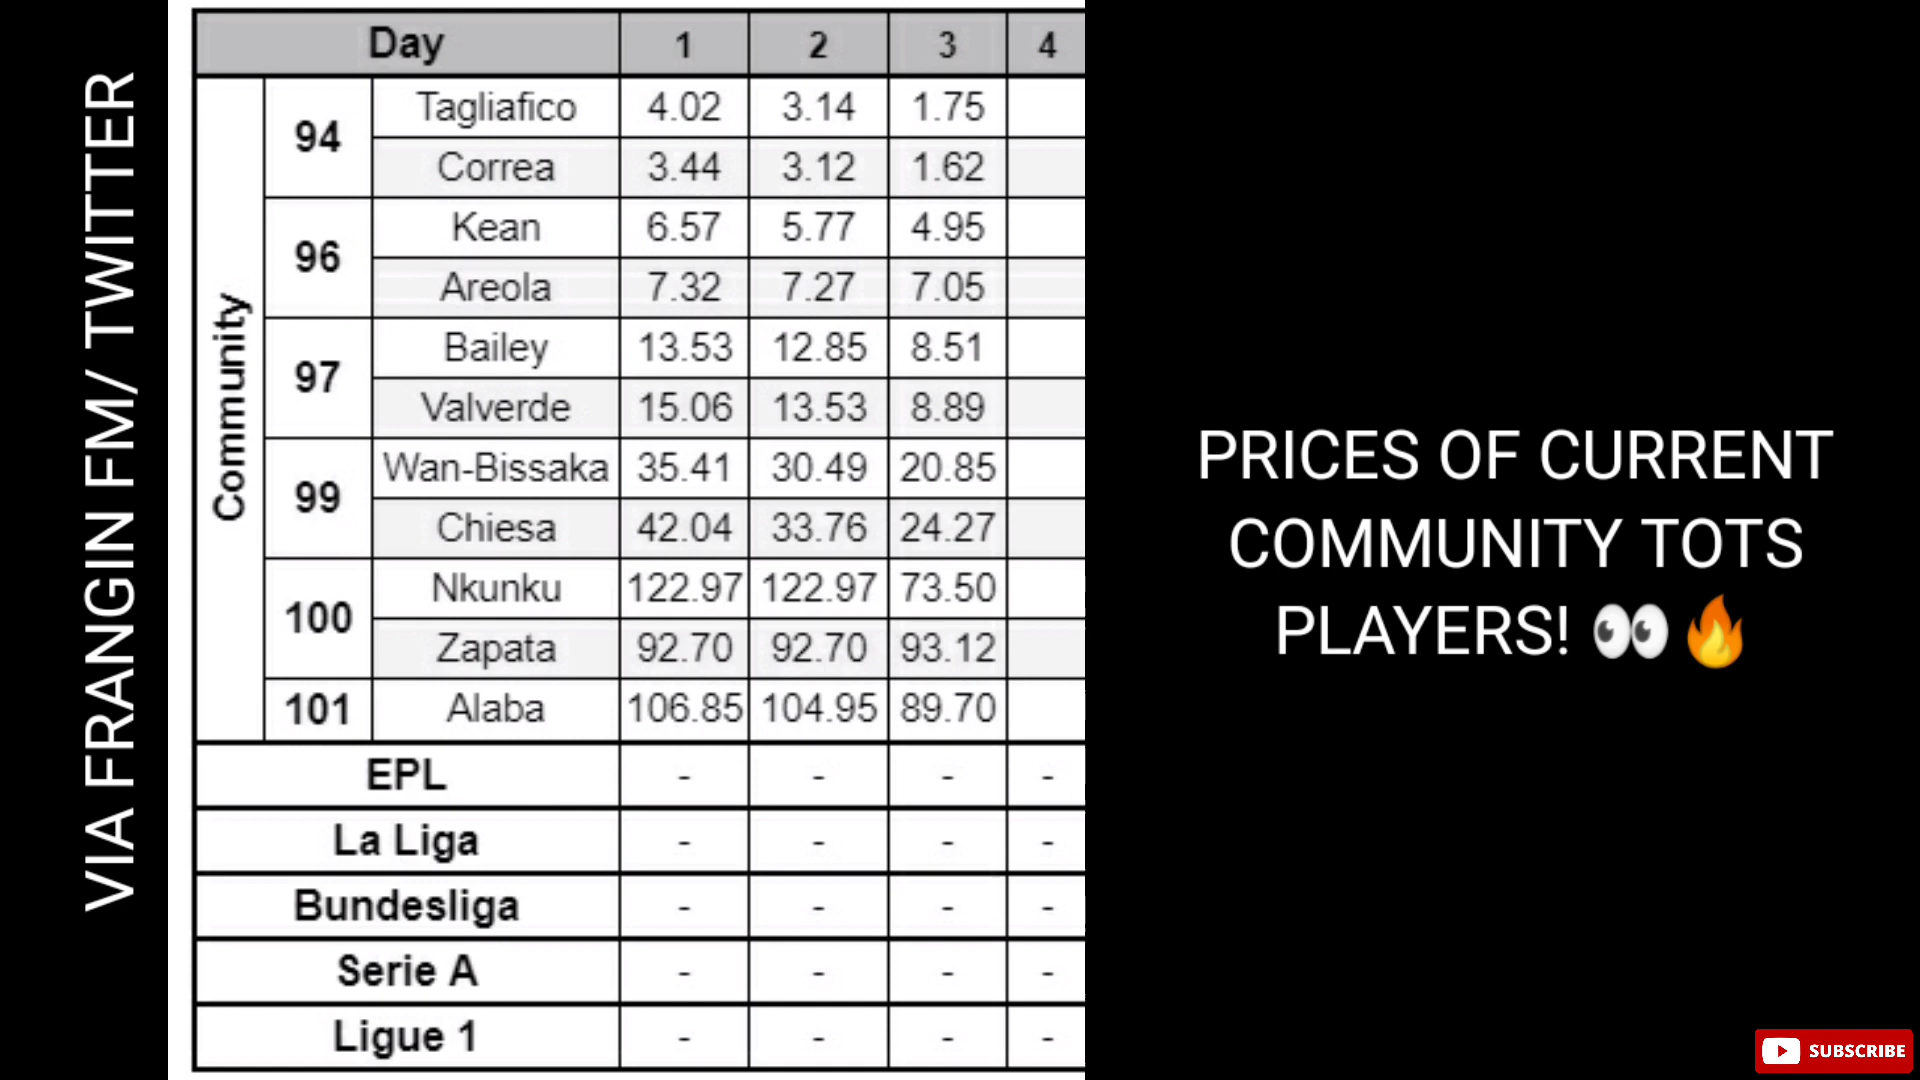 VIA FRANGIN FM/ TWITTER
Day 1 2 3 4
Community
94 Tagliafico 4.02 3.14 1.75
Correa 3.44 3.12 1.62
96 Kean 6.57 5.77 4.95
Areola 7.32 7.27 7.05
97 Bailey 13.53 12.85 8.51
Valverde 15.06 13.53 8.89
99 Wan-Bissaka 35.41 30.49 20.85
Chiesa 42.04 33.76 24.27
100 Nkunku 122.97 122.97 73.50
Zapata 92.70 92.70 93.12
101 Alaba 106.85 104.95 89.70
EPL - - - -
La Liga - - - -
Bundesliga - - - -
Serie A - - - -
Ligue 1 - - - -
PRICES OF CURRENT
COMMUNITY TOTS
PLAYERS! 👀🔥
SUBSCRIBE